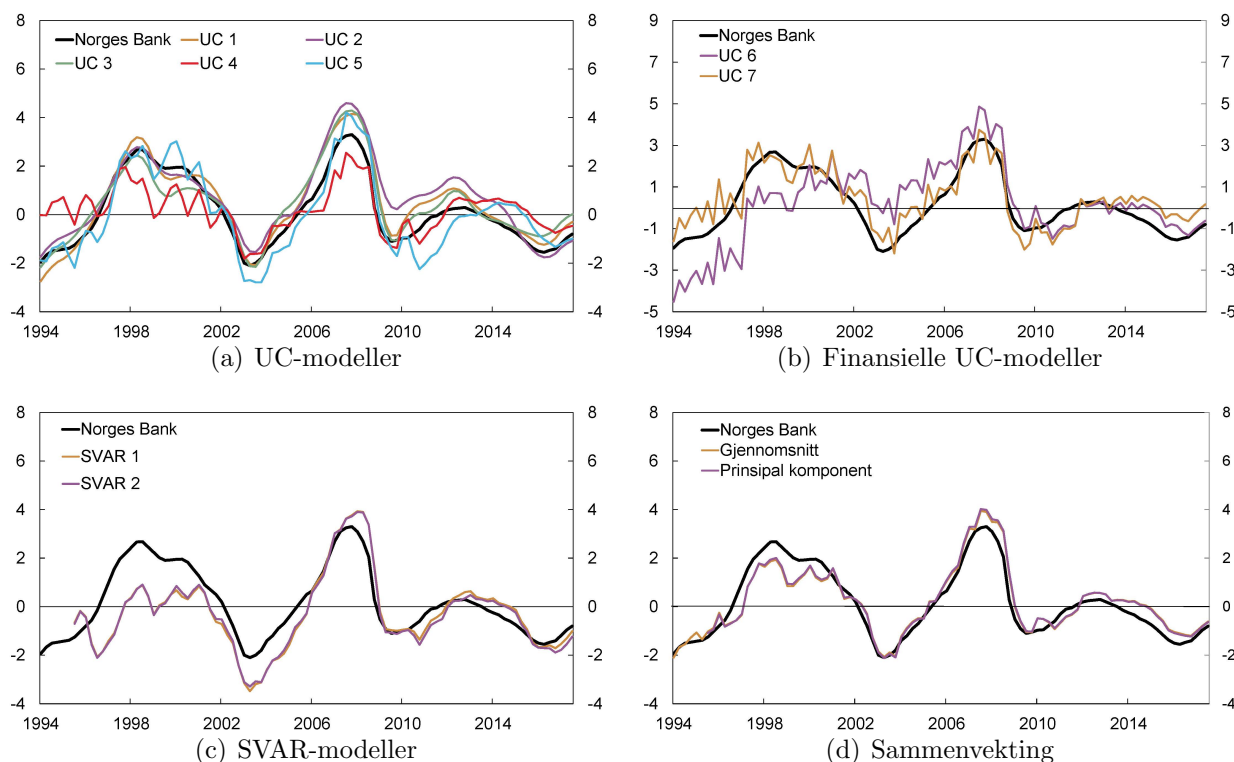 8 8
Norges Bank UC 1 UC 2
6 6
UC 3 UC 4 UC 5
4 4
2 2
0 0
-2 -2
-4 -4
1994 1998 2002 2006 2010 2014
(a) UC-modeller
9 9
Norges Bank
UC 6
7 7
UC 7
5 5
3 3
1 1
-1 -1
-3 -3
-5 -5
1994 1998 2002 2006 2010 2014
(b) Finansielle UC-modeller
8 8
Norges Bank
6 6
SVAR 1
SVAR 2
4 4
2 2
0 0
-2 -2
-4 -4
1994 1998 2002 2006 2010 2014
(c) SVAR-modeller
8 8
Norges Bank
Gjennomsnitt
6 6
Prinsipal komponent
4 4
2 2
0 0
-2 -2
-4 -4
1994 1998 2002 2006 2010 2014
(d) Sammenvekting